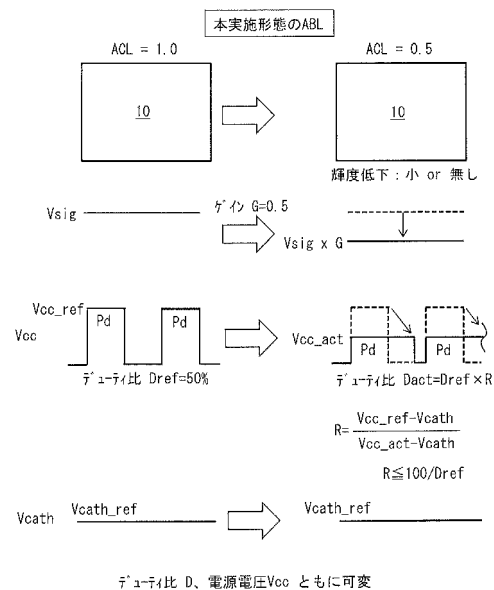 本実施形態のABL
ACL = 1.0
ACL = 0.5
10
10
輝度低下：小 or 無し
Vsig
ゲイン G=0.5
Vsig x G
Vcc_ref
Vcc
Pd
Pd
Vcc_act
Pd
Pd
デューティ比 Dref=50%
デューティ比 Dact=Dref×R
R=
Vcc_ref-Vcath
Vcc_act-Vcath
R≦100/Dref
Vcath
Vcath_ref
Vcath_ref
デューティ比 D、電源電圧Vcc ともに可変